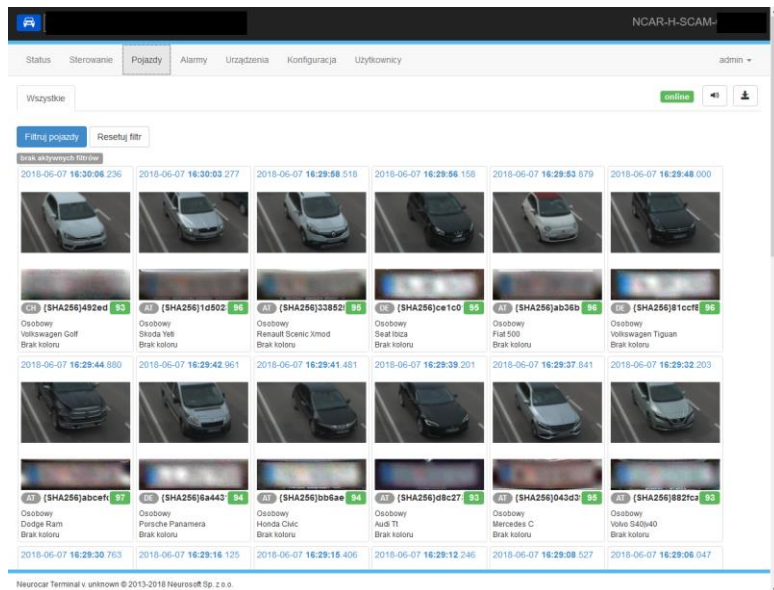 NCAR-H-SCAM-
Status Sterowanie Pojazdy Alarmy Urządzenia Konfiguracja Użytkownicy admin
Wszystkie online
Filtruj pojazdy Resetuj filtr
brak aktywnych filtrów
2018-06-07 16:30:06.236 2018-06-07 16:30:03.277 2018-06-07 16:29:58.518 2018-06-07 16:29:56.158 2018-06-07 16:29:53.679 2018-06-07 16:29:48.000
CH {SHA256}492ed 93 AT {SHA256}1d502 96 AT {SHA256}33852 95 DE {SHA256}ce1c0 95 AT {SHA256}ab36b 96 DE {SHA256}81ccf8 96
Osobowy Osobowy Osobowy Osobowy Osobowy Osobowy
Volkswagen Golf Skoda Yeti Renault Scenic Xmod Seat Ibiza Fiat 500 Volkswagen Tiguan
Brak koloru Brak koloru Brak koloru Brak koloru Brak koloru Brak koloru
2018-06-07 16:29:44.880 2018-06-07 16:29:42.961 2018-06-07 16:29:41.481 2018-06-07 16:29:39.201 2018-06-07 16:29:37.841 2018-06-07 16:29:32.203
AT {SHA256}abcefc 97 DE {SHA256}6a443 94 AT {SHA256}bb6ae 94 AT {SHA256}d8c27 93 AT {SHA256}043d3 95 AT {SHA256}882fca 93
Osobowy Osobowy Osobowy Osobowy Osobowy Osobowy
Dodge Ram Porsche Panamera Honda Civic Audi Tt Mercedes C Volvo S40|v40
Brak koloru Brak koloru Brak koloru Brak koloru Brak koloru Brak koloru
2018-06-07 16:29:30.763 2018-06-07 16:29:16.125 2018-06-07 16:29:15.406 2018-06-07 16:29:12.246 2018-06-07 16:29:08.527 2018-06-07 16:29:06.047
Neurocar Terminal v. unknown © 2013-2018 Neurosoft Sp. z o.o.